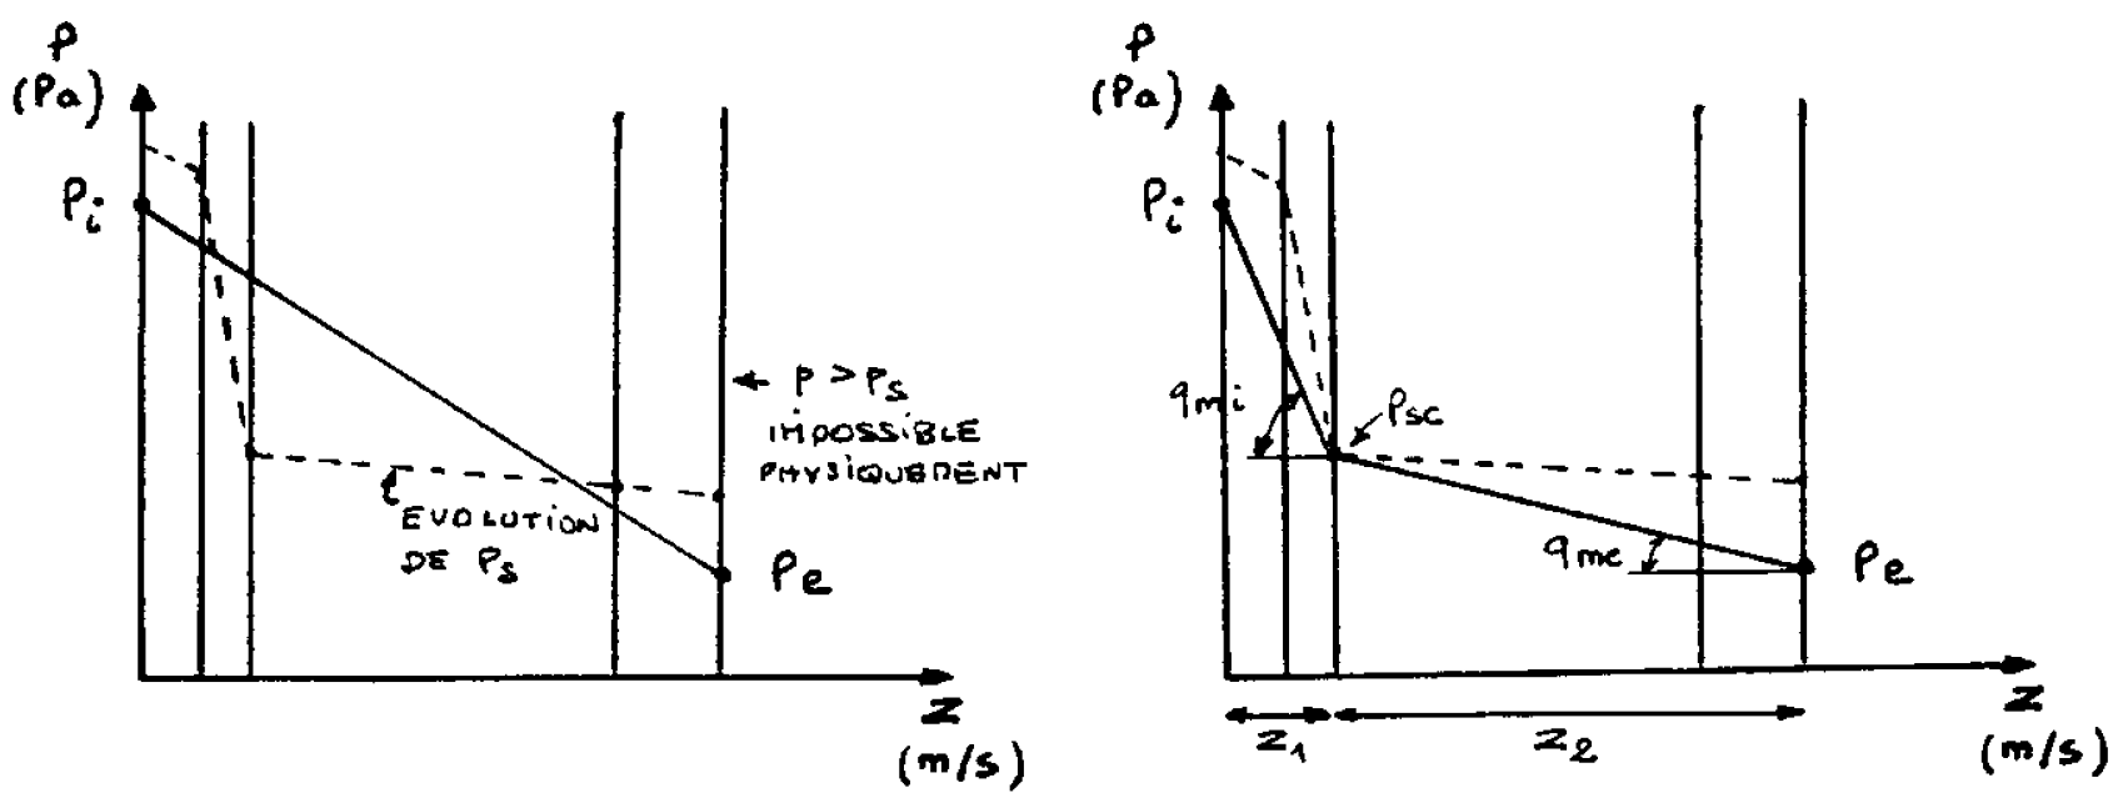 P
(Pa)
Pi
← P > Ps
IMPOSSIBLE
PHYSIQUEMENT
EVOLUTION
DE Ps
Pe
Z
(m/s)
P
(Pa)
Pi
qmi
Psc
qme
Pe
Z
(m/s)
Z1
Z2